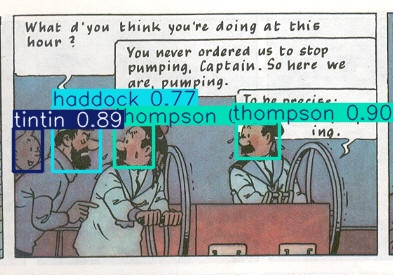 What d'you think you're doing at this
hour ?
You never ordered us to stop
pumping, Captain. So here we
are, pumping.
To be precise:
ing.
haddock 0.77
tintin 0.89
thompson (
thompson 0.90